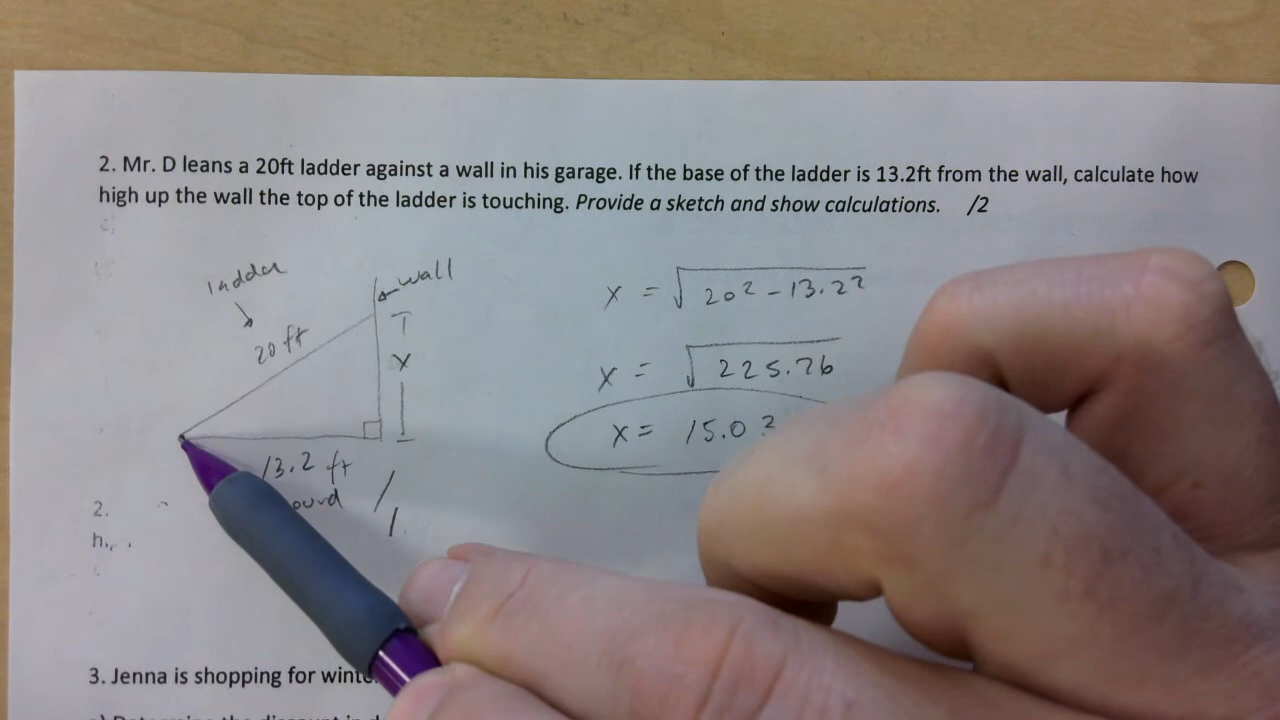 2. Mr. D leans a 20ft ladder against a wall in his garage. If the base of the ladder is 13.2ft from the wall, calculate how
high up the wall the top of the ladder is touching. Provide a sketch and show calculations. /2
ladder
wall
20 ft
x
13.2 ft
x = √20² - 13.2²
x = √225.76
x = 15.0
2.
3. Jenna is shopping for